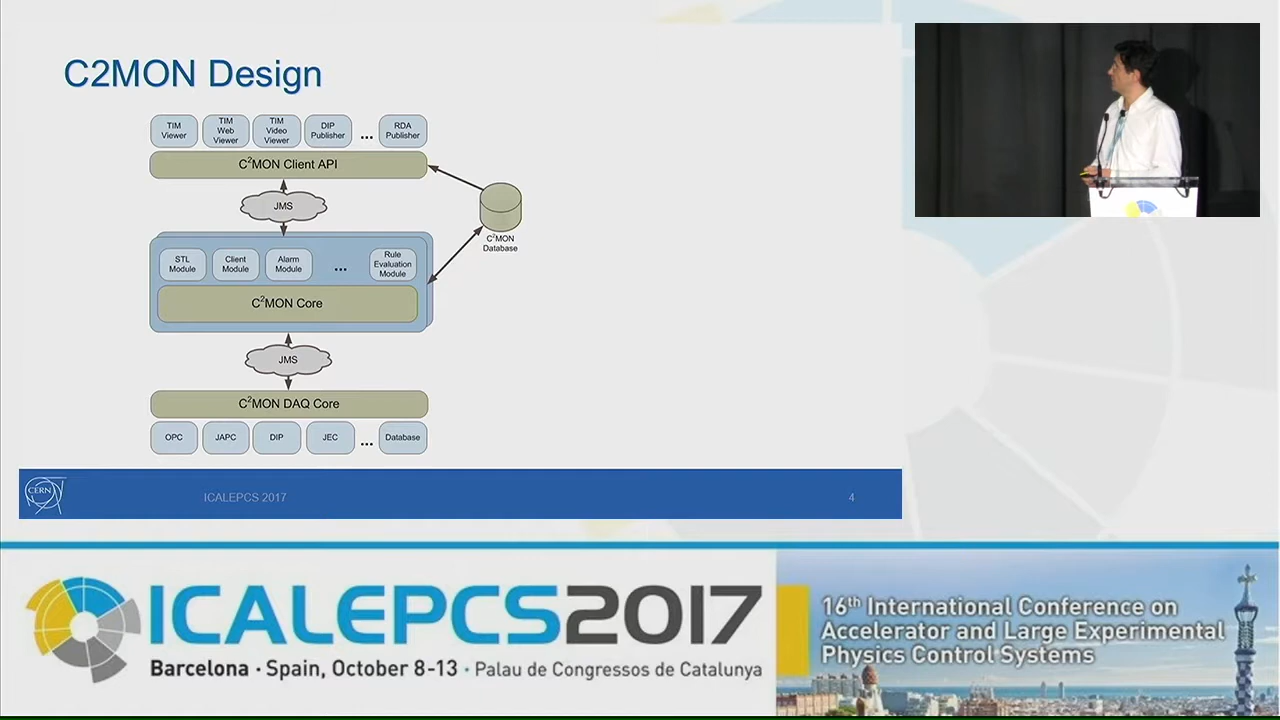 C2MON Design
TIM
Viewer
TIM
Web
Viewer
TIM
Video
Viewer
DIP
Publisher
...
RDA
Publisher
C²MON Client API
JMS
C²MON
Database
STL
Module
Client
Module
Alarm
Module
...
Rule
Evaluation
Module
C²MON Core
JMS
C²MON DAQ Core
OPC
JAPC
DIP
JEC
...
Database
CERN
ICALEPCS 2017
4
ICALEPCS2017
Barcelona · Spain, October 8-13 · Palau de Congressos de Catalunya
16th International Conference on
Accelerator and Large Experimental
Physics Control Systems